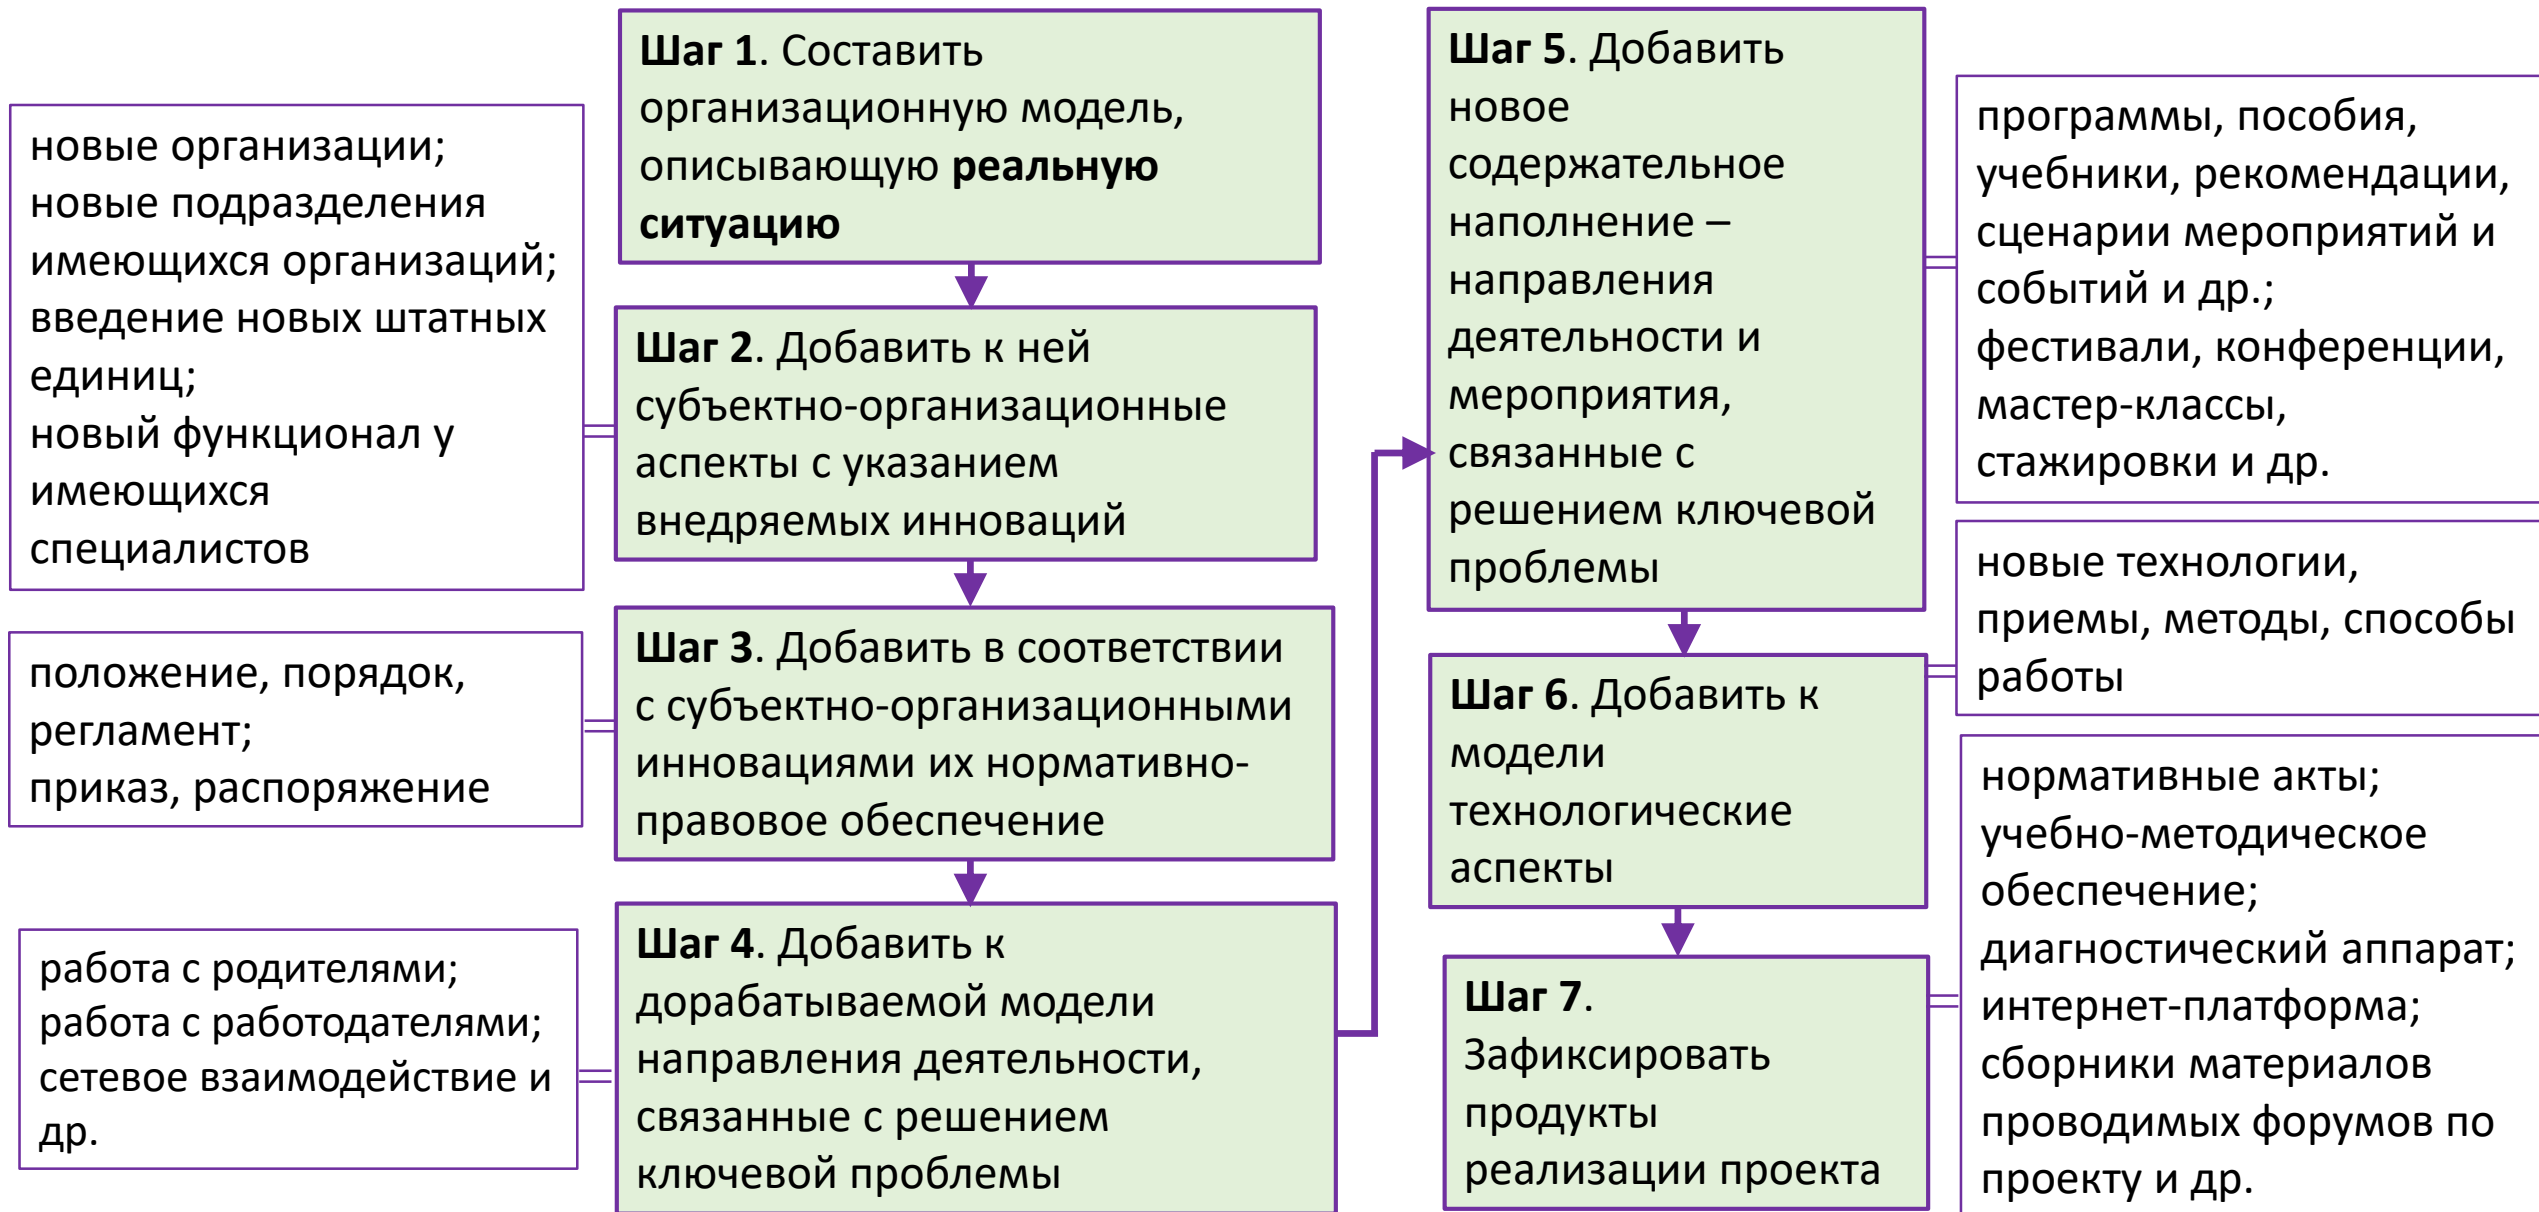 Шаг 1. Составить
организационную модель,
описывающую реальную
ситуацию
новые организации;
новые подразделения
имеющихся организаций;
введение новых штатных
единиц;
новый функционал у
имеющихся
специалистов
Шаг 2. Добавить к ней
субъектно-организационные
аспекты с указанием
внедряемых инноваций
положение, порядок,
регламент;
приказ, распоряжение
Шаг 3. Добавить в соответствии
с субъектно-организационными
инновациями их нормативно-
правовое обеспечение
работа с родителями;
работа с работодателями;
сетевое взаимодействие и
др.
Шаг 4. Добавить к
дорабатываемой модели
направления деятельности,
связанные с решением
ключевой проблемы
Шаг 5. Добавить
новое
содержательное
наполнение –
направления
деятельности и
мероприятия,
связанные с
решением ключевой
проблемы
программы, пособия,
учебники, рекомендации,
сценарии мероприятий и
событий и др.;
фестивали, конференции,
мастер-классы,
стажировки и др.
Шаг 6. Добавить к
модели
технологические
аспекты
новые технологии,
приемы, методы, способы
работы
Шаг 7.
Зафиксировать
продукты
реализации проекта
нормативные акты;
учебно-методическое
обеспечение;
диагностический аппарат;
интернет-платформа;
сборники материалов
проводимых форумов по
проекту и др.